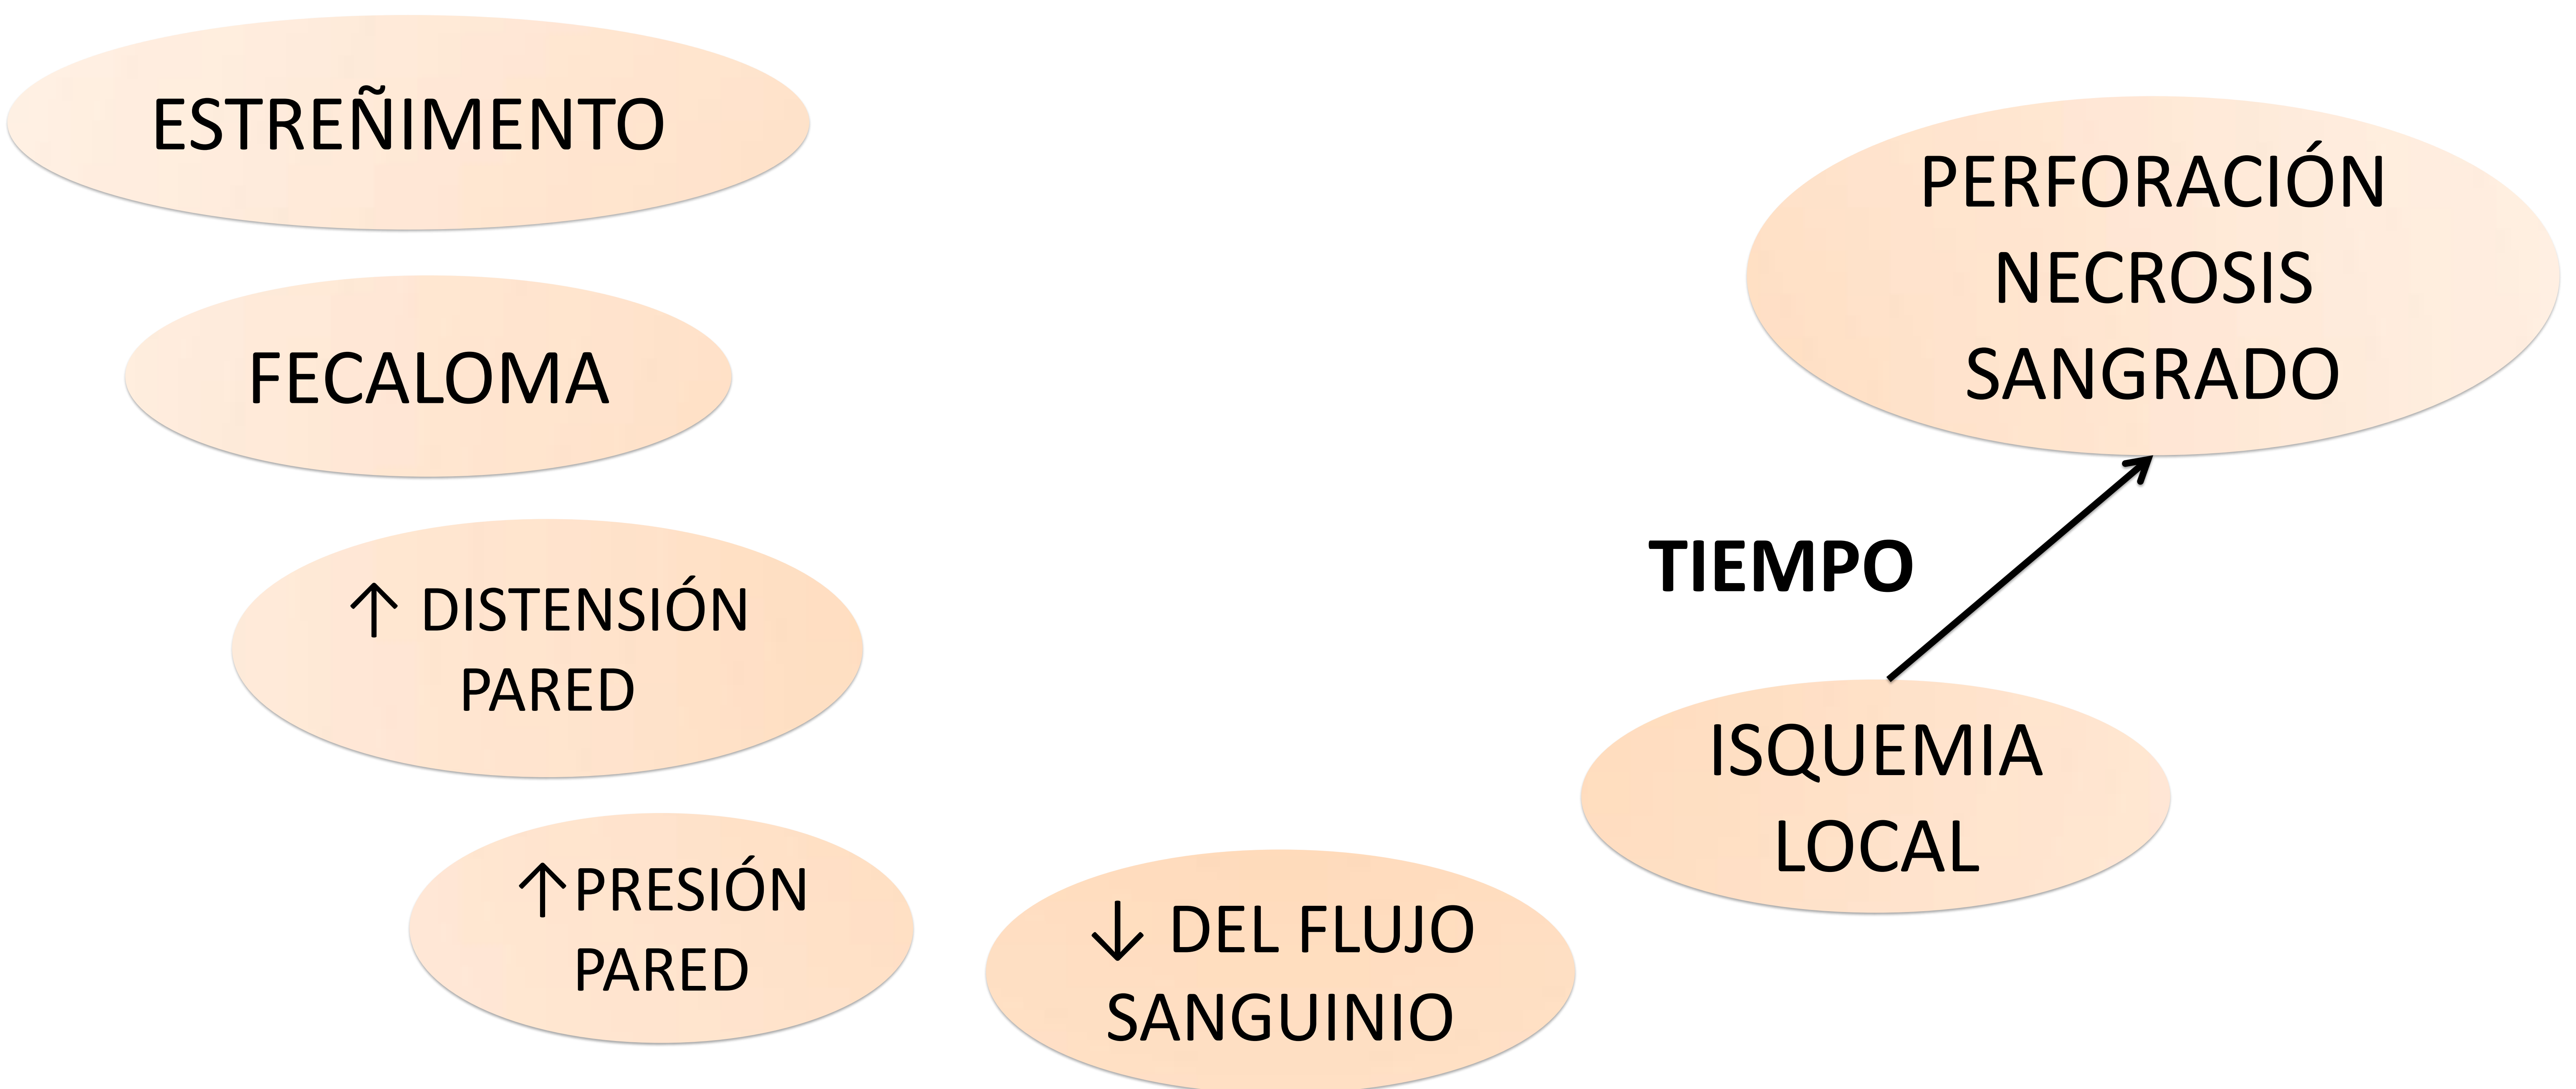 ESTREÑIMENTO
FECALOMA
↑ DISTENSIÓN
PARED
↑PRESIÓN
PARED
↓ DEL FLUJO
SANGUINIO
ISQUEMIA
LOCAL
TIEMPO
PERFORACIÓN
NECROSIS
SANGRADO